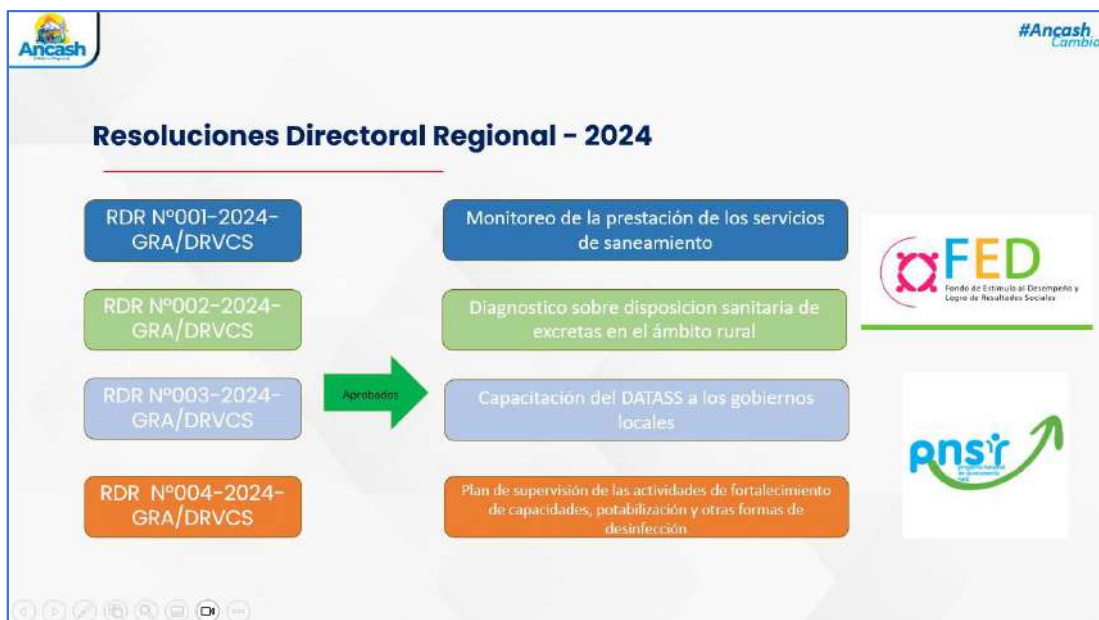 Ancash
#Ancash
Cambia
Resoluciones Directoral Regional - 2024
RDR N°001-2024-
GRA/DRVCS
Monitoreo de la prestación de los servicios
de saneamiento
FED
Fondo de Estímulo al Desempeño y
Logro de Resultados Sociales
RDR N°002-2024-
GRA/DRVCS
Diagnostico sobre disposicion sanitaria de
excretas en el ámbito rural
Aprobados
RDR N°003-2024-
GRA/DRVCS
Capacitación del DATASS a los gobiernos
locales
pnsr
RDR N°004-2024-
GRA/DRVCS
Plan de supervisión de las actividades de fortalecimiento
de capacidades, potabilización y otras formas de
desinfección